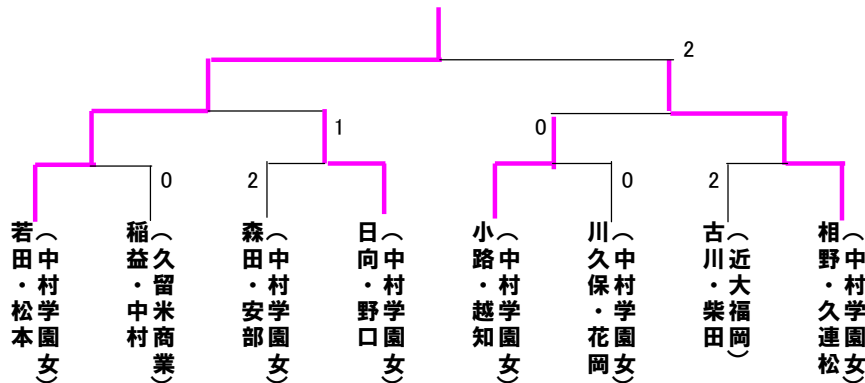 2
1
0
0
2
0
2
若田・松本
(中村学園女)
稲益・中村
(久留米商業)
森田・安部
(中村学園女)
日向・野口
(中村学園女)
小路・越知
(中村学園女)
川久保・花岡
(中村学園女)
古川・柴田
(近大福岡)
相野・久連松
(中村学園女)